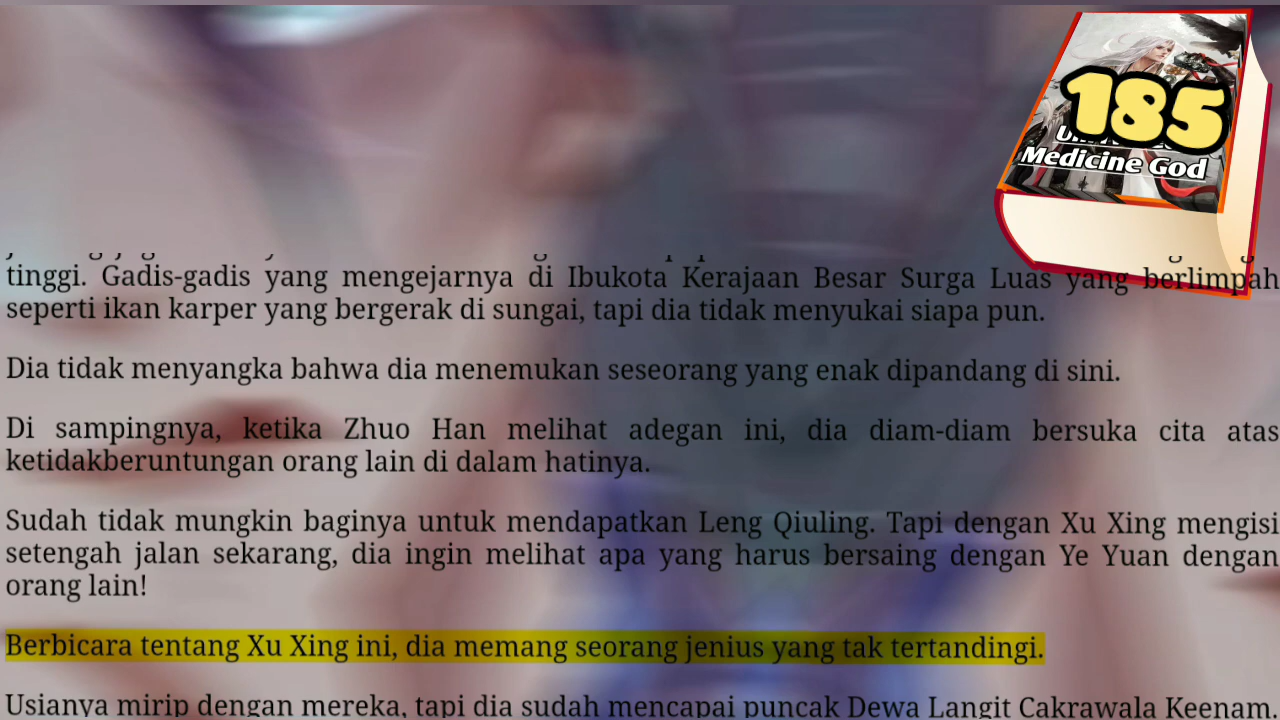 185
Medicine God
tinggi. Gadis-gadis yang mengejarnya di Ibukota Kerajaan Besar Surga Luas yang berlimpah
seperti ikan karper yang bergerak di sungai, tapi dia tidak menyukai siapa pun.
Dia tidak menyangka bahwa dia menemukan seseorang yang enak dipandang di sini.
Di sampingnya, ketika Zhuo Han melihat adegan ini, dia diam-diam bersuka cita atas
ketidakberuntungan orang lain di dalam hatinya.
Sudah tidak mungkin baginya untuk mendapatkan Leng Qiuling. Tapi dengan Xu Xing mengisi
setengah jalan sekarang, dia ingin melihat apa yang harus bersaing dengan Ye Yuan dengan
orang lain!
Berbicara tentang Xu Xing ini, dia memang seorang jenius yang tak tertandingi.
Usianya mirip dengan mereka, tapi dia sudah mencapai puncak Dewa Langit Cakrawala Keenam.